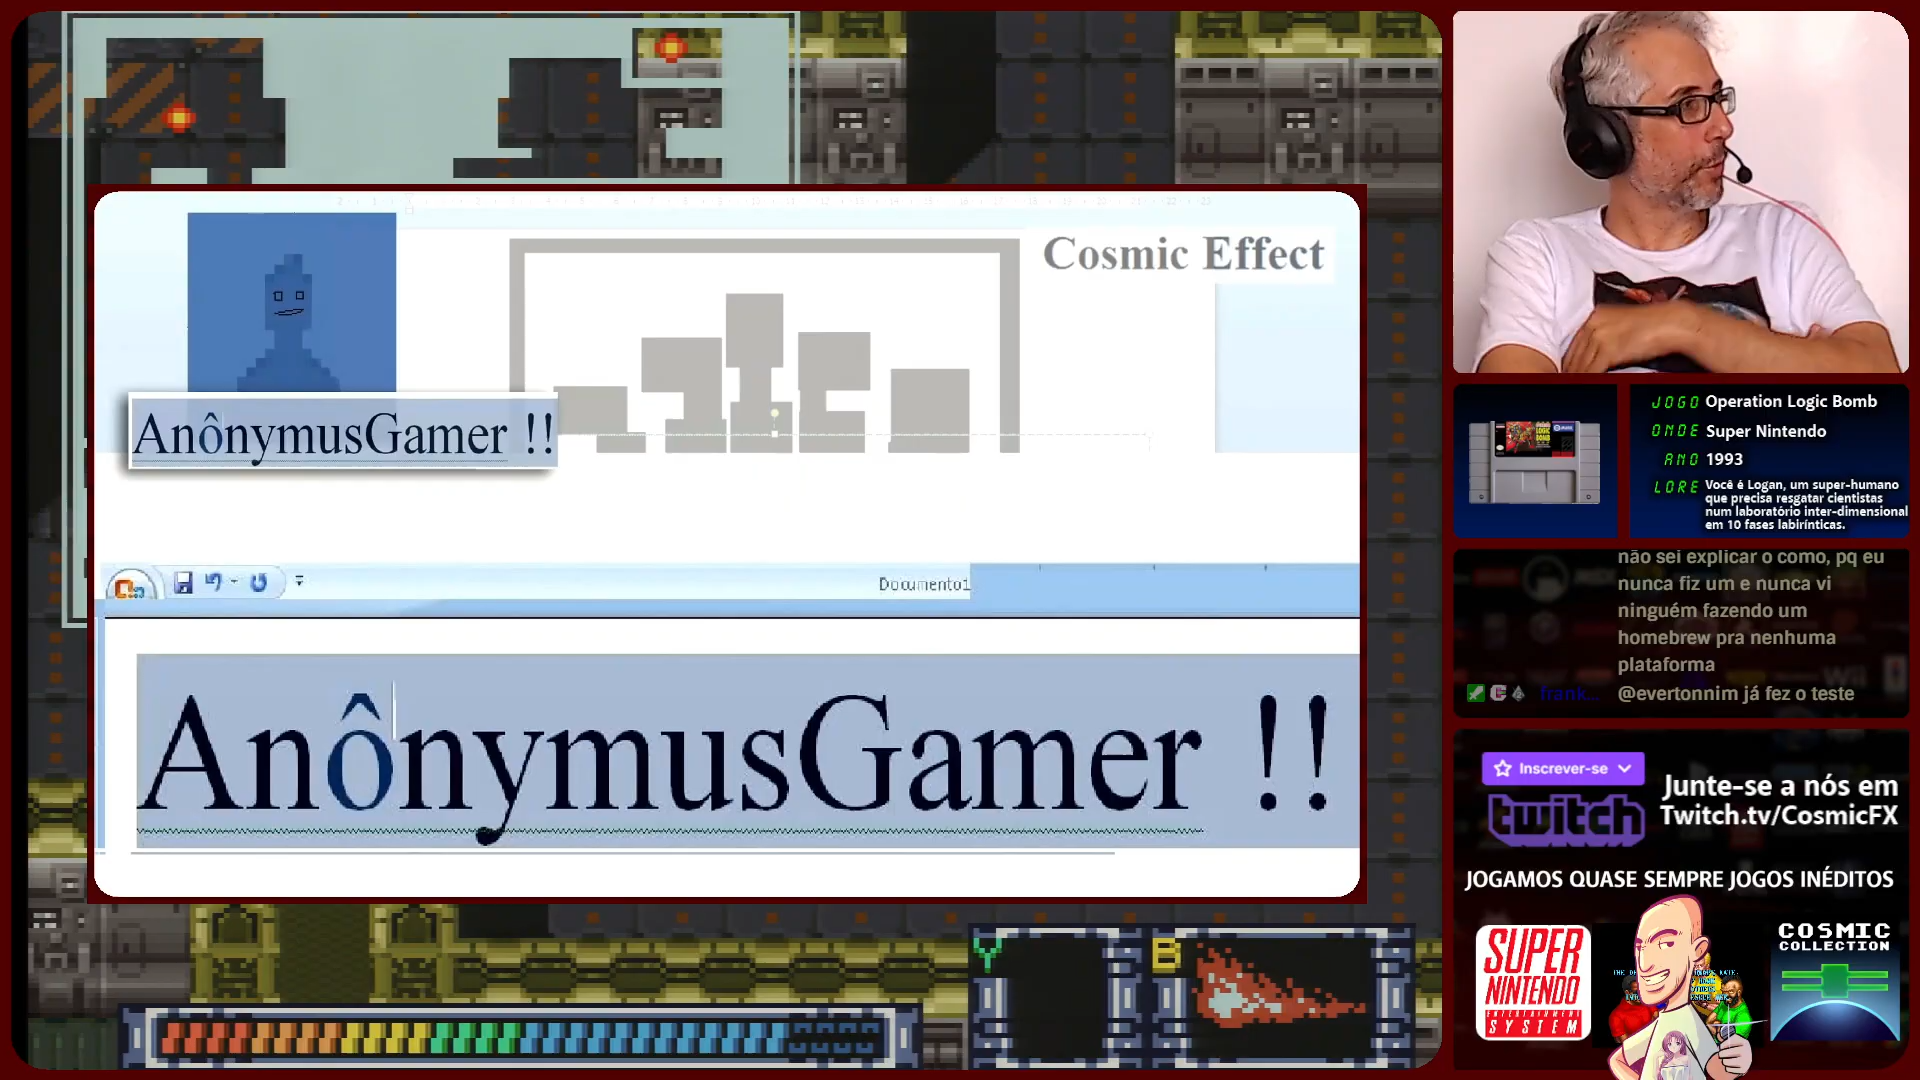 Cosmic Effect
AnônymusGamer !!
Documento1
AnônymusGamer !!
Y
B
JOGO Operation Logic Bomb
ONDE Super Nintendo
ANO 1993
LORE Você é Logan, um super-humano
que precisa resgatar cientistas
num laboratório inter-dimensional
em 10 fases labirínticas.
não sei explicar o como, pq eu
nunca fiz um e nunca vi
ninguém fazendo um
homebrew pra nenhuma
plataforma
frank... @evertonnim já fez o teste
Inscrever-se
twitch
Junte-se a nós em
Twitch.tv/CosmicFX
JOGAMOS QUASE SEMPRE JOGOS INÉDITOS
SUPER
NINTENDO
ENTERTAINMENT
SYSTEM
COSMIC
COLLECTION